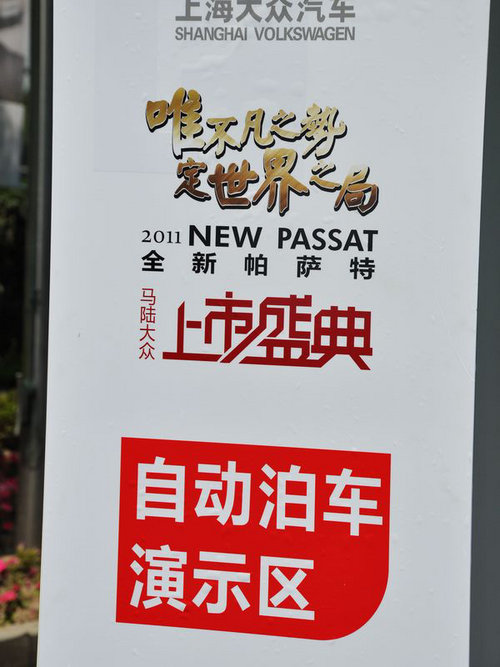 上海大众汽车
SHANGHAI VOLKSWAGEN
唯不凡之勢
定世界之局
2011 NEW PASSAT
全新帕萨特
马陆大众
上市盛典
自动泊车
演示区